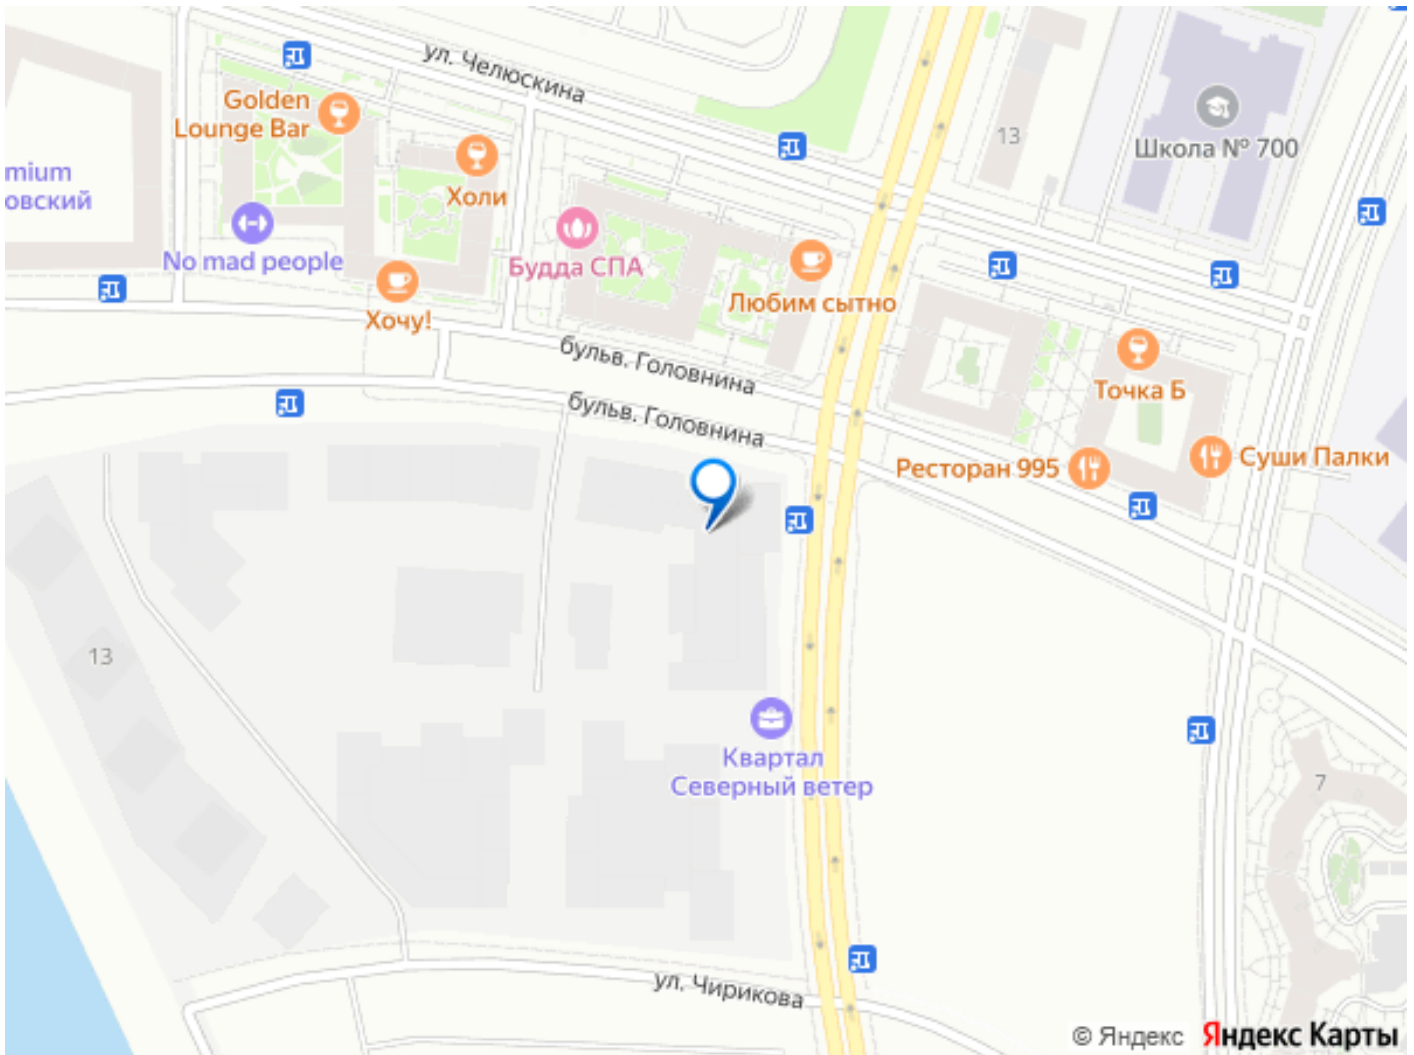 ул. Челюскина
Golden
Lounge Bar
13
Школа № 700
mium
овский
Холи
No mad people
Будда СПА
Любим сытно
Хочу!
бульв. Головнина
Точка Б
бульв. Головнина
Ресторан 995
Суши Палки
13
Квартал
Северный ветер
7
ул. Чирикова
© Яндекс Яндекс Карты